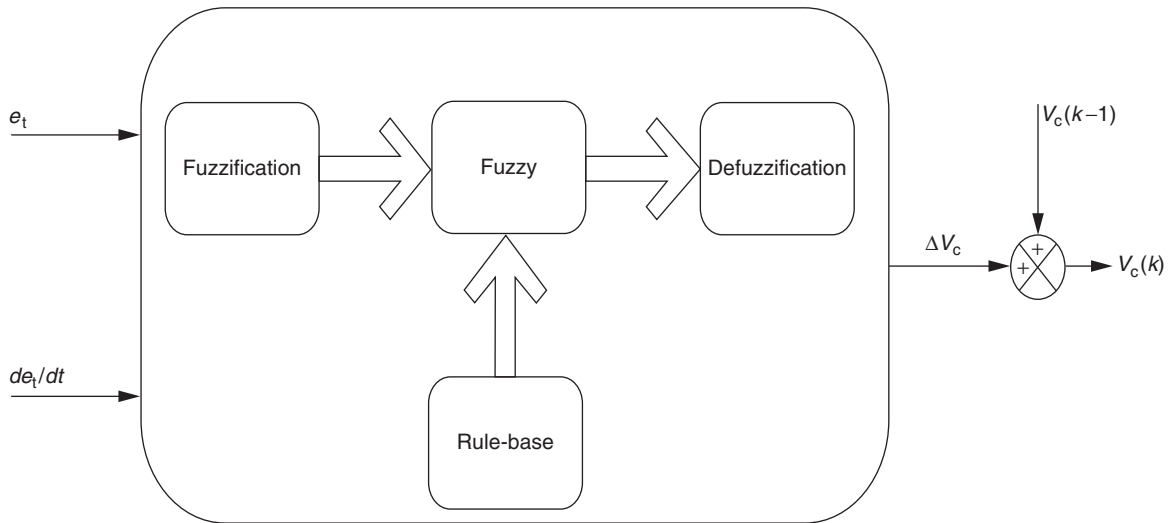 e_t
V_c(k−1)
Fuzzification
Fuzzy
Defuzzification
ΔV_c
+
+
V_c(k)
de_t/dt
Rule-base